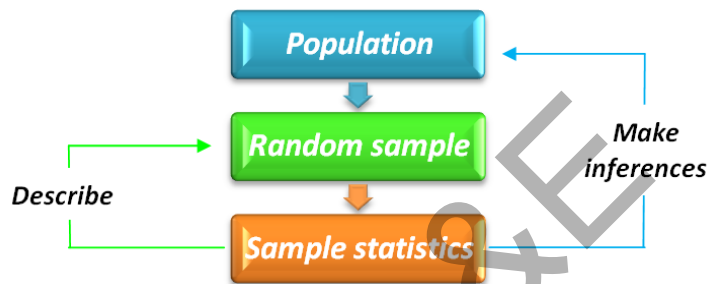 Population
Random sample
Make
inferences
Describe
Sample statistics